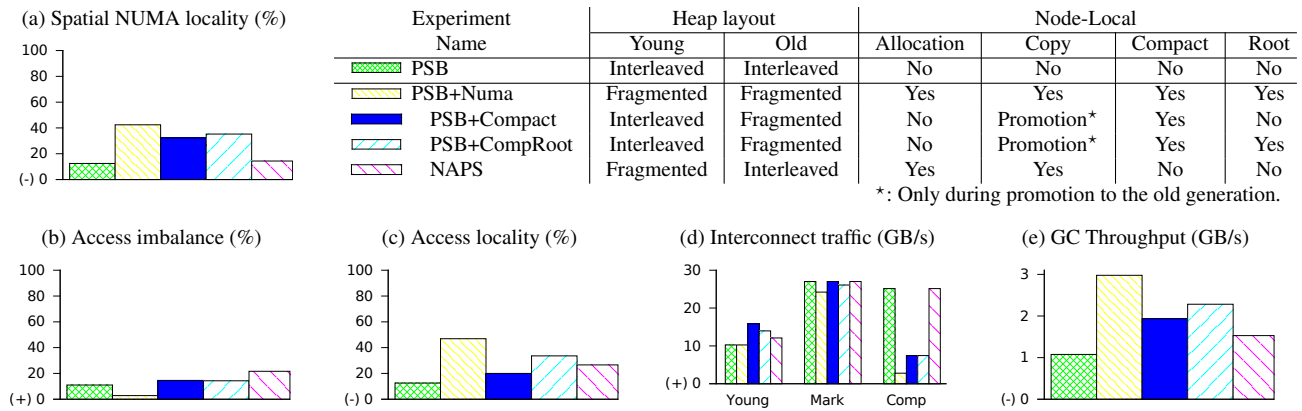 (a) Spatial NUMA locality (%)
100
80
60
40
20
(-) 0
Experiment Heap layout Node-Local
Name Young Old Allocation Copy Compact Root
PSB Interleaved Interleaved No No No No
PSB+Numa Fragmented Fragmented Yes Yes Yes Yes
PSB+Compact Interleaved Fragmented No Promotion⋆ Yes No
PSB+CompRoot Interleaved Fragmented No Promotion⋆ Yes Yes
NAPS Fragmented Interleaved Yes Yes No No
⋆: Only during promotion to the old generation.
(b) Access imbalance (%)
100
80
60
40
20
(+) 0
(c) Access locality (%)
100
80
60
40
20
(-) 0
(d) Interconnect traffic (GB/s)
30
20
10
(+) 0
Young Mark Comp
(e) GC Throughput (GB/s)
3
2
1
(-) 0